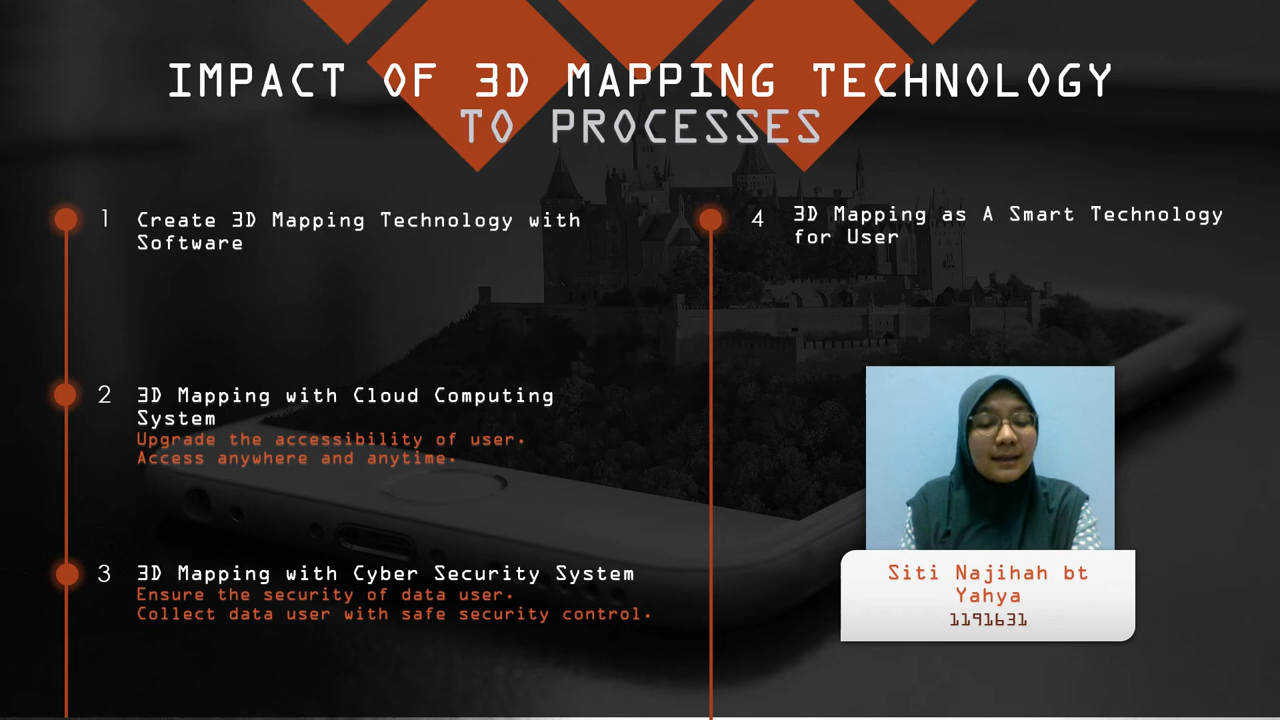 IMPACT OF 3D MAPPING TECHNOLOGY
TO PROCESSES
1
Create 3D Mapping Technology with
Software
2
3D Mapping with Cloud Computing
System
Upgrade the accessibility of user.
Access anywhere and anytime.
3
3D Mapping with Cyber Security System
Ensure the security of data user.
Collect data user with safe security control.
4
3D Mapping as A Smart Technology
for User
Siti Najihah bt
Yahya
1191631